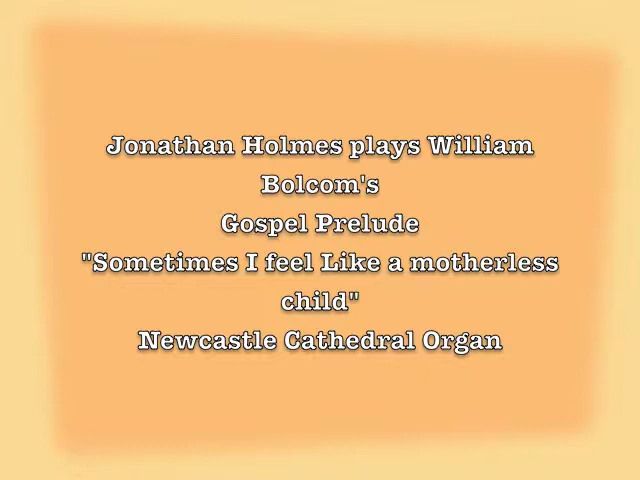 Jonathan Holmes plays William
Bolcom's
Gospel Prelude
"Sometimes I feel Like a motherless
child"
Newcastle Cathedral Organ